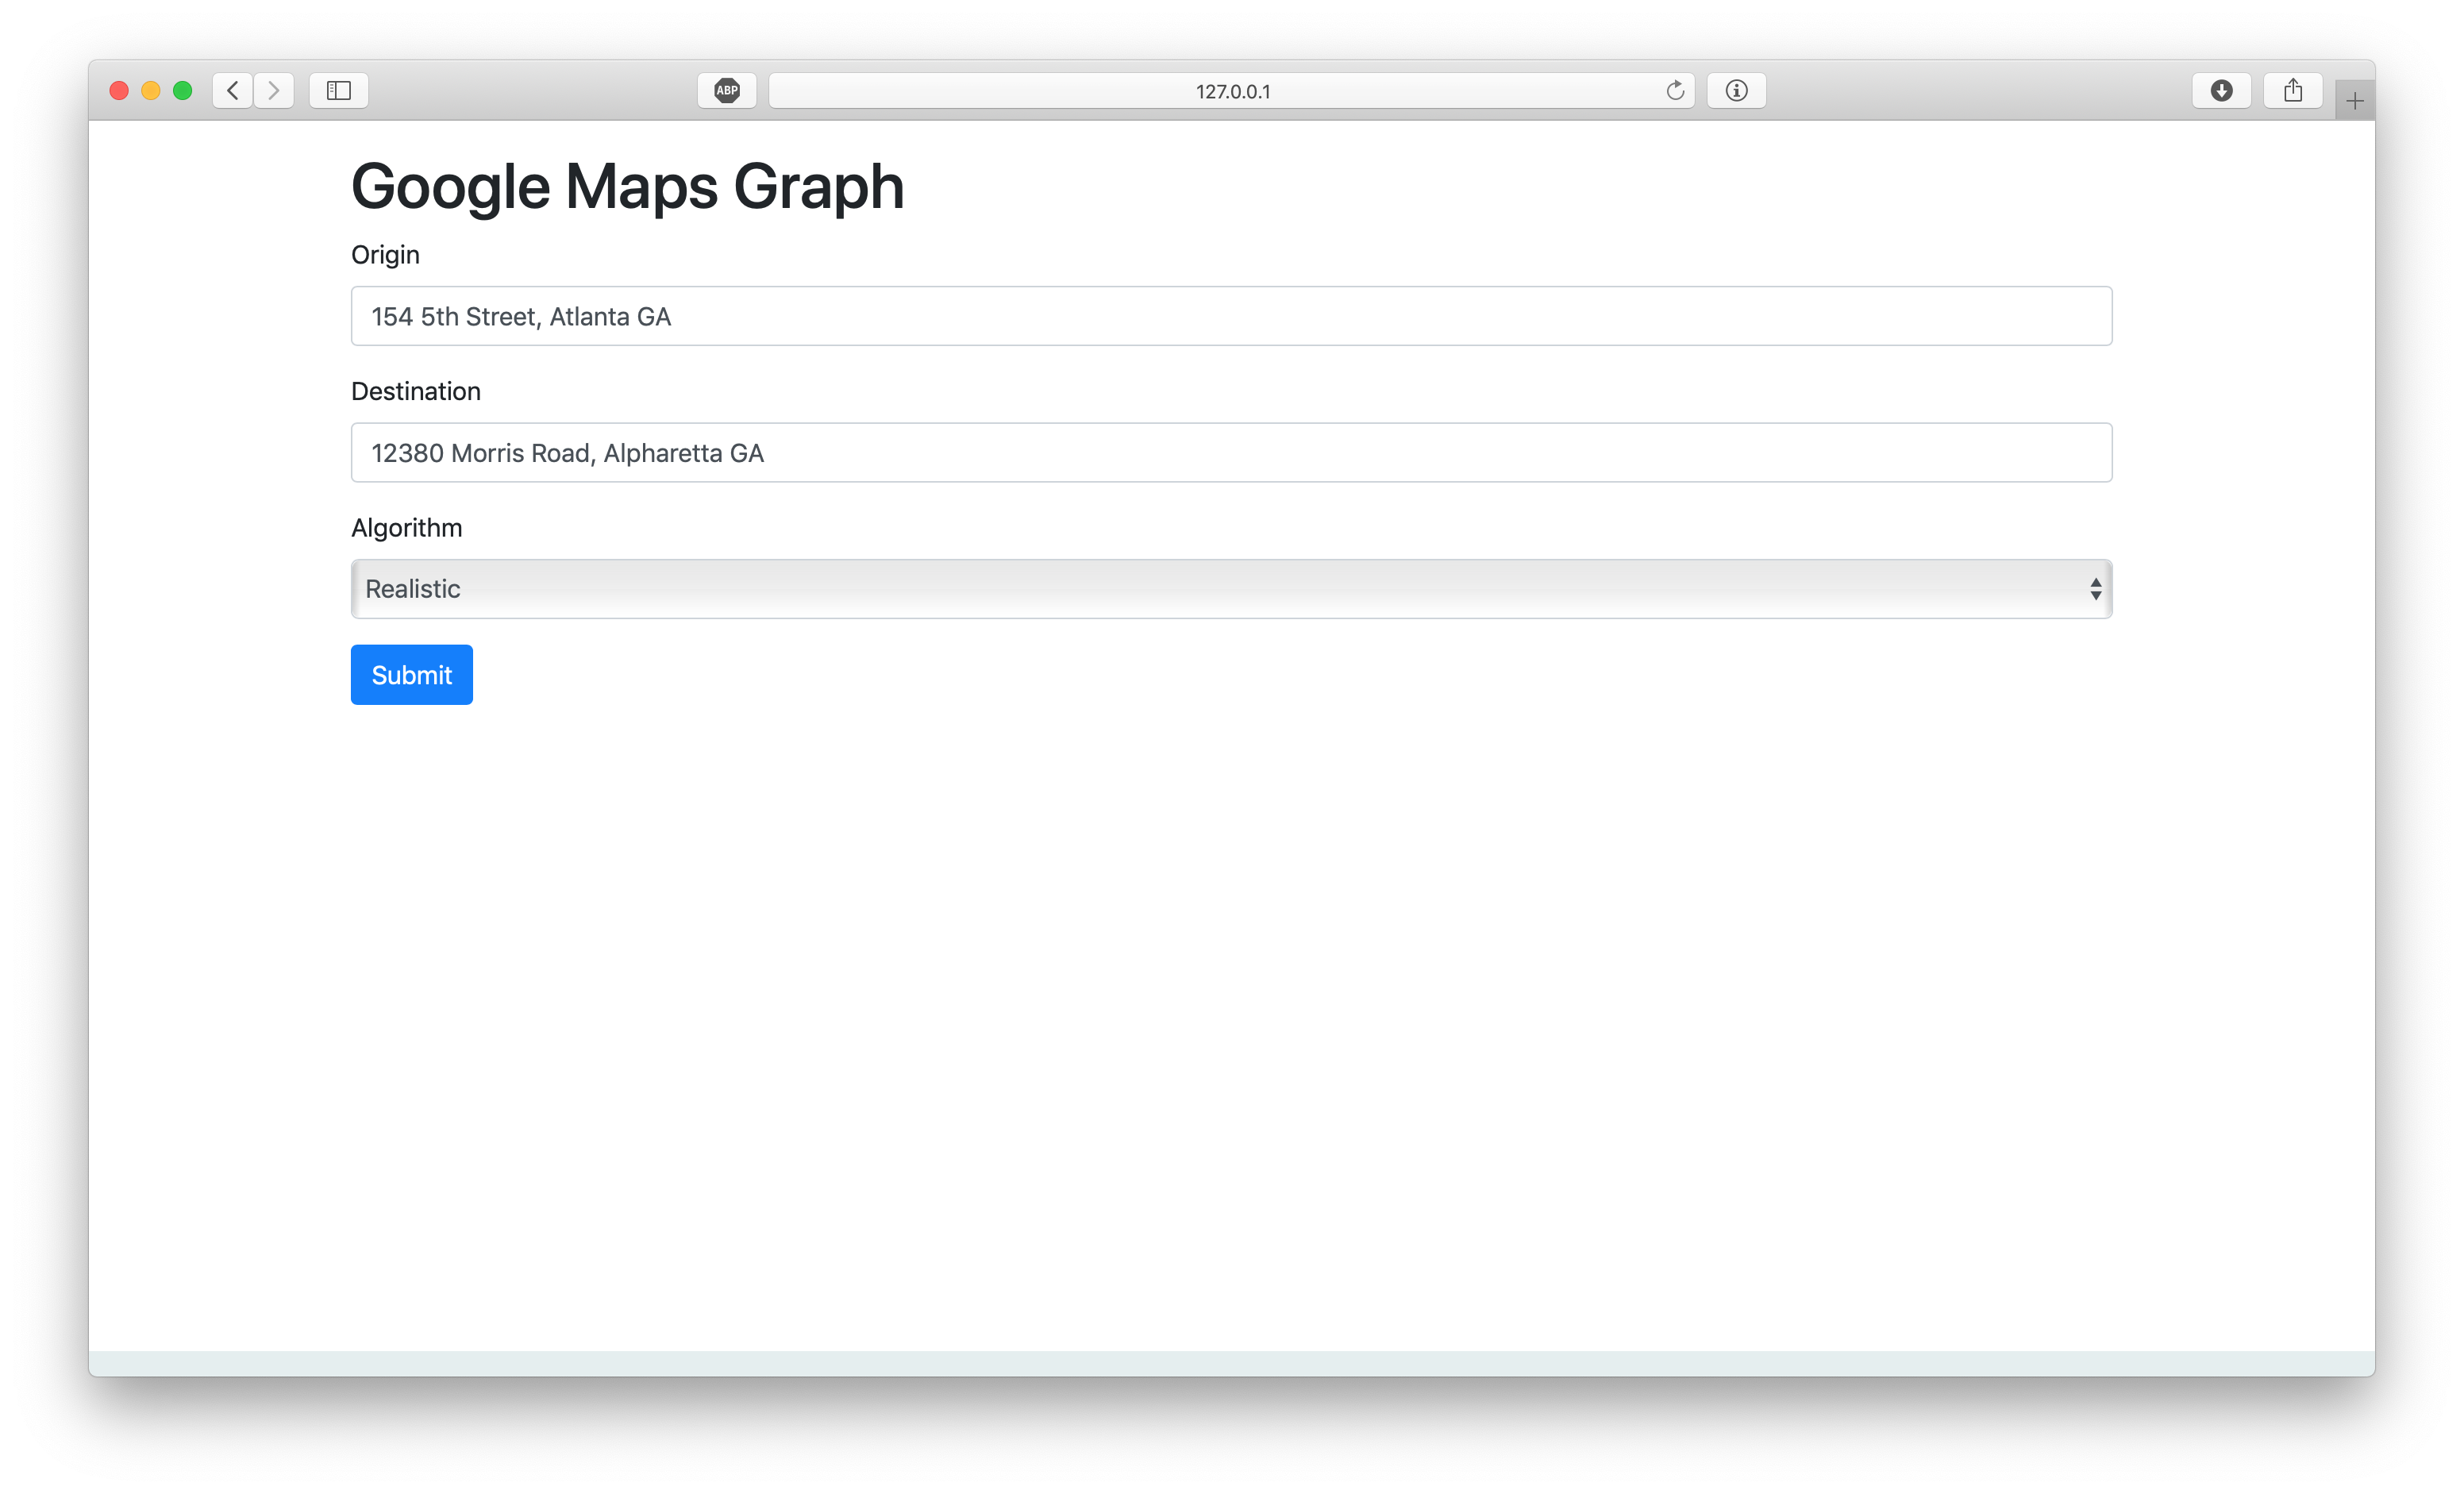 ABP
127.0.0.1
Google Maps Graph
Origin
154 5th Street, Atlanta GA
Destination
12380 Morris Road, Alpharetta GA
Algorithm
Realistic
Submit